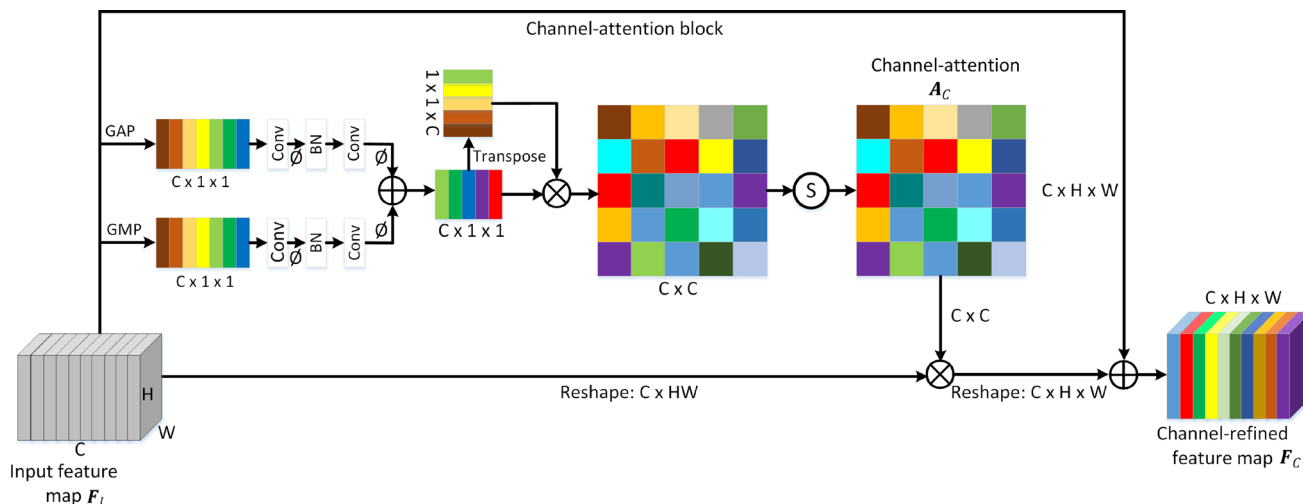 Channel-attention block
Channel-attention
A_C
1 x 1 x C
GAP
Conv
Ø
BN
Conv
Ø
Transpose
C x 1 x 1
S
C x H x W
GMP
Conv
Ø
BN
Conv
Ø
C x 1 x 1
C x 1 x 1
C x C
C x C
C x H x W
H
W
C
Reshape: C x HW
Reshape: C x H x W
Input feature
map F_I
Channel-refined
feature map F_C